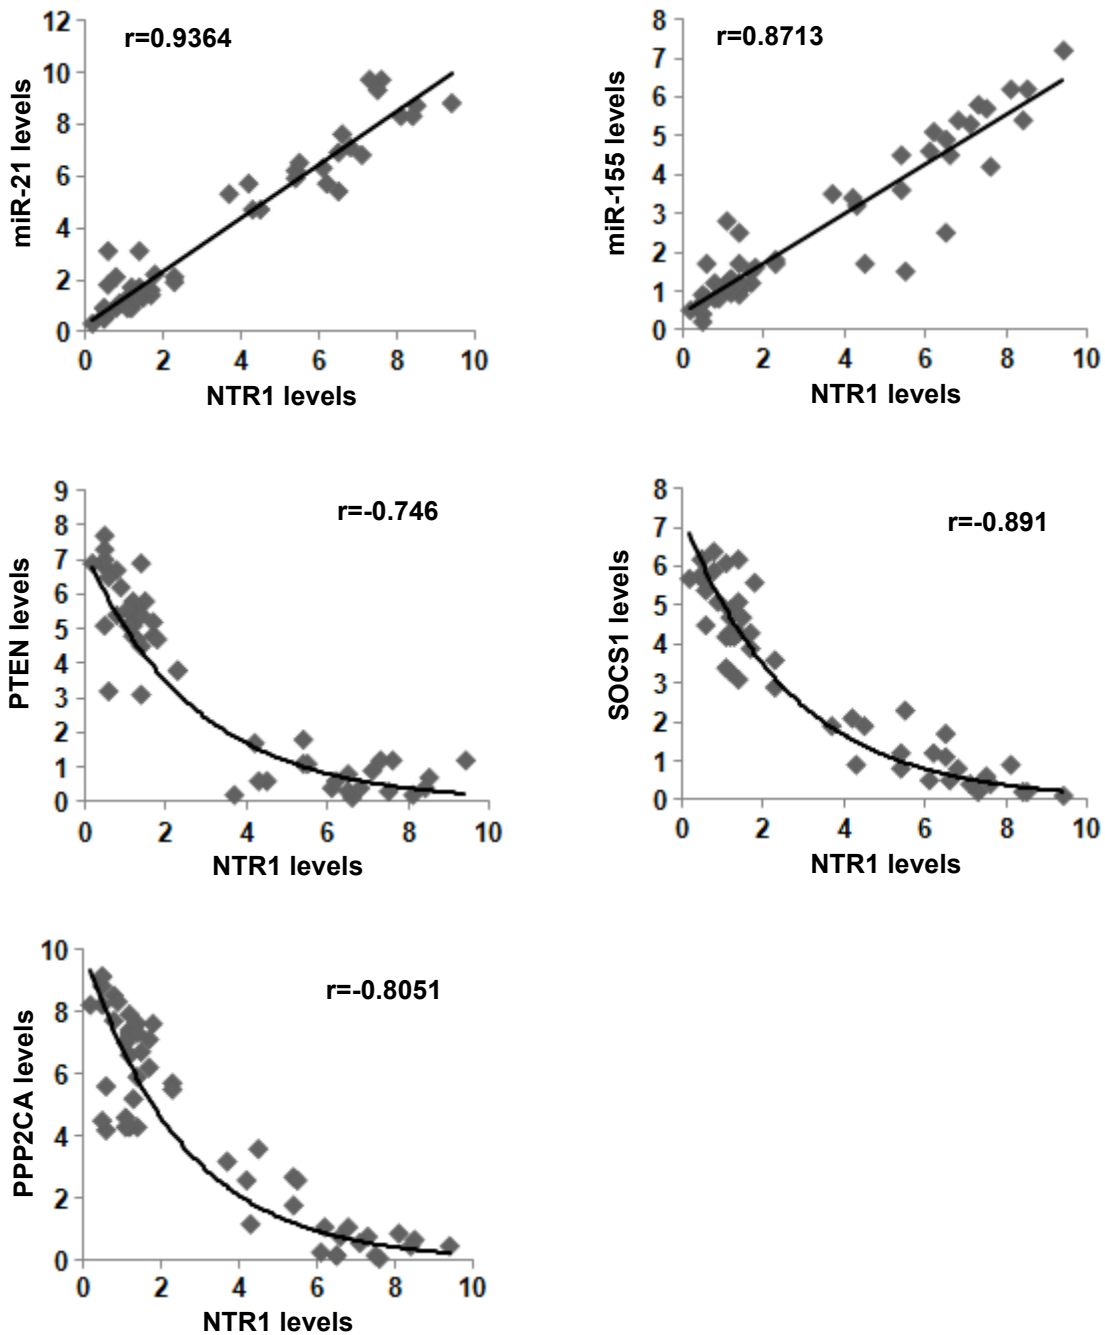 r=0.9364
miR-21 levels
12
10
8
6
4
2
0
0 2 4 6 8 10
NTR1 levels
r=0.8713
miR-155 levels
8
7
6
5
4
3
2
1
0
0 2 4 6 8 10
NTR1 levels
r=-0.746
PTEN levels
9
8
7
6
5
4
3
2
1
0
0 2 4 6 8 10
NTR1 levels
r=-0.891
SOCS1 levels
8
7
6
5
4
3
2
1
0
0 2 4 6 8 10
NTR1 levels
r=-0.8051
PPP2CA levels
10
8
6
4
2
0
0 2 4 6 8 10
NTR1 levels